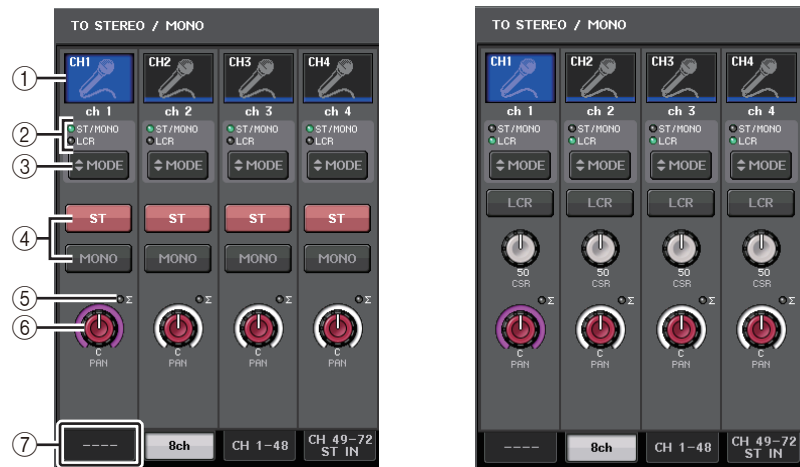 TO STEREO / MONO
CH1 CH2 CH3 CH4
① ch 1 ch 2 ch 3 ch 4
② ST/MONO ST/MONO ST/MONO ST/MONO
LCR LCR LCR LCR
③ MODE MODE MODE MODE
④ ST ST ST ST
MONO MONO MONO MONO
⑤ Σ Σ Σ Σ
⑥ C C C C
PAN PAN PAN PAN
⑦ ---- 8ch CH 1-48 CH 49-72
ST IN
TO STEREO / MONO
CH1 CH2 CH3 CH4
ch 1 ch 2 ch 3 ch 4
ST/MONO ST/MONO ST/MONO ST/MONO
LCR LCR LCR LCR
MODE MODE MODE MODE
LCR LCR LCR LCR
50 50 50 50
CSR CSR CSR CSR
Σ Σ Σ Σ
C C C C
PAN PAN PAN PAN
---- 8ch CH 1-48 CH 49-72
ST IN